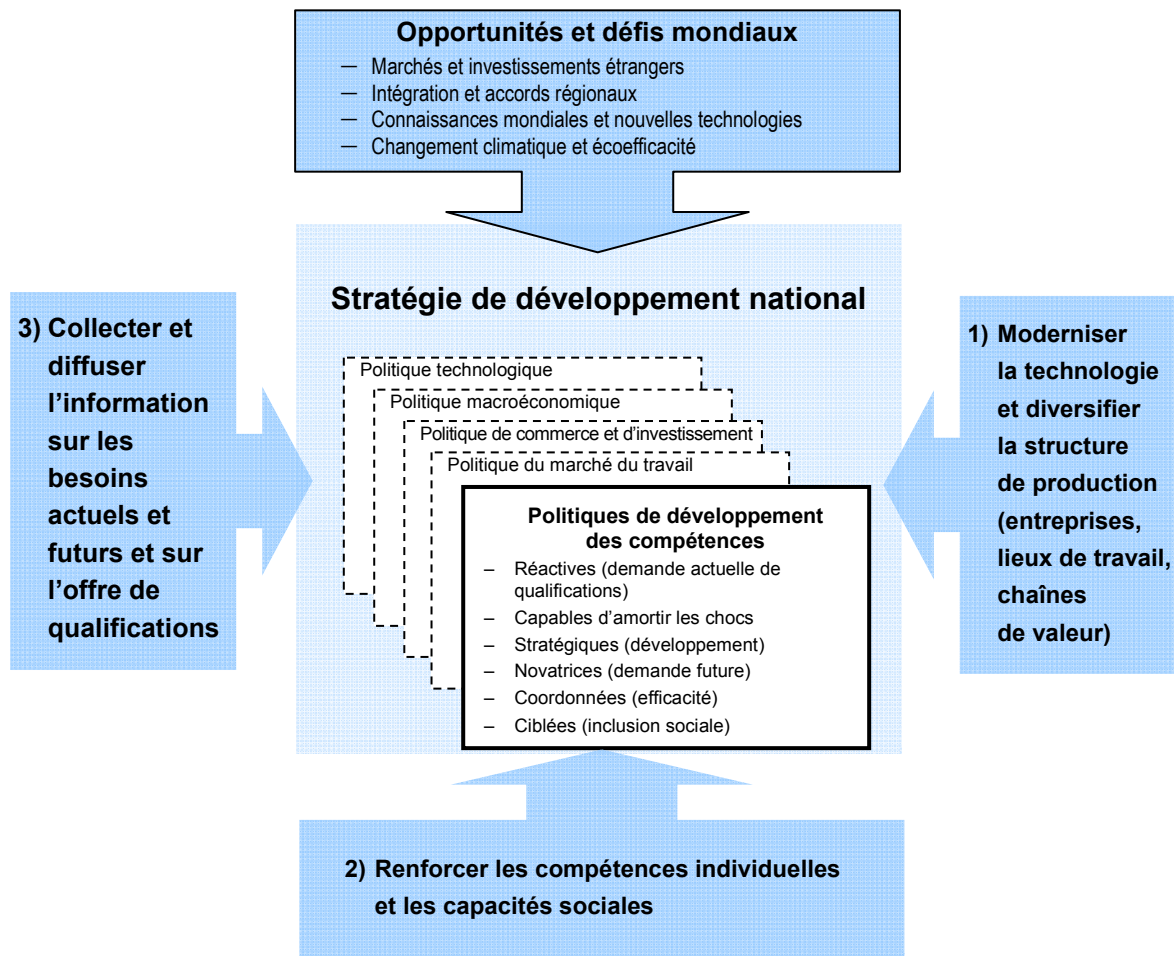 Opportunités et défis mondiaux
— Marchés et investissements étrangers
— Intégration et accords régionaux
— Connaissances mondiales et nouvelles technologies
— Changement climatique et écoefficacité
Stratégie de développement national
3) Collecter et
diffuser
l’information
sur les
besoins
actuels et
futurs et sur
l’offre de
qualifications
Politique technologique
Politique macroéconomique
Politique de commerce et d’investissement
Politique du marché du travail
Politiques de développement
des compétences
– Réactives (demande actuelle de
qualifications)
– Capables d’amortir les chocs
– Stratégiques (développement)
– Novatrices (demande future)
– Coordonnées (efficacité)
– Ciblées (inclusion sociale)
1) Moderniser
la technologie
et diversifier
la structure
de production
(entreprises,
lieux de travail,
chaînes
de valeur)
2) Renforcer les compétences individuelles
et les capacités sociales